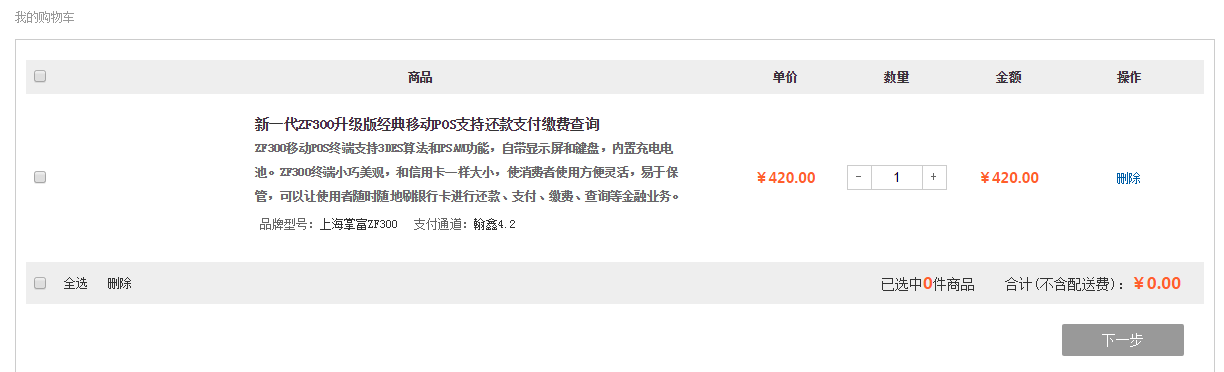 我的购物车
商品 单价 数量 金额 操作
新一代ZF300升级版经典移动POS支持还款支付缴费查询
ZF300移动POS终端支持3DES算法和PSAM功能，自带显示屏和键盘，内置充电电
池。ZF300终端小巧美观，和信用卡一样大小，使消费者使用方便灵活，易于保
管，可以让使用者随时随地刷银行卡进行还款、支付、缴费、查询等金融业务。
¥420.00 - 1 + ¥420.00 删除
品牌型号：上海掌富ZF300 支付通道：翰鑫4.2
全选 删除 已选中0件商品 合计(不含配送费)：¥0.00
下一步